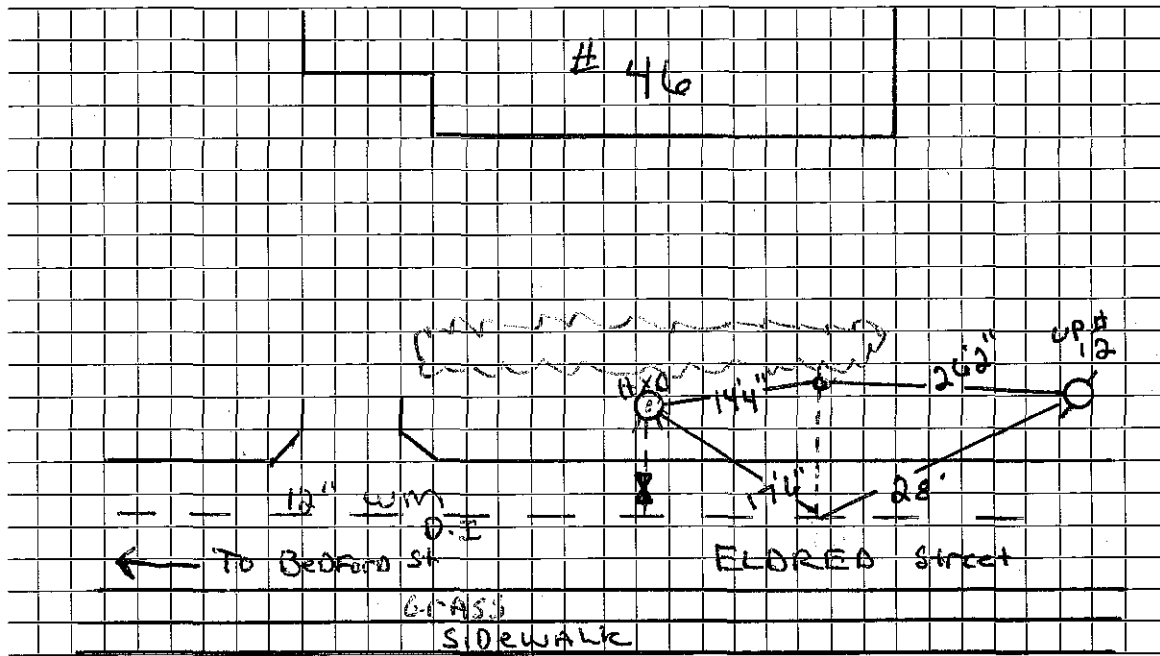 # 46
UP #
12
HYD
14'4"
26'2"
17'4"
28'
12" WM
D.I
To BeDForD St
ELDRED Street
GrASS
SIDewALK